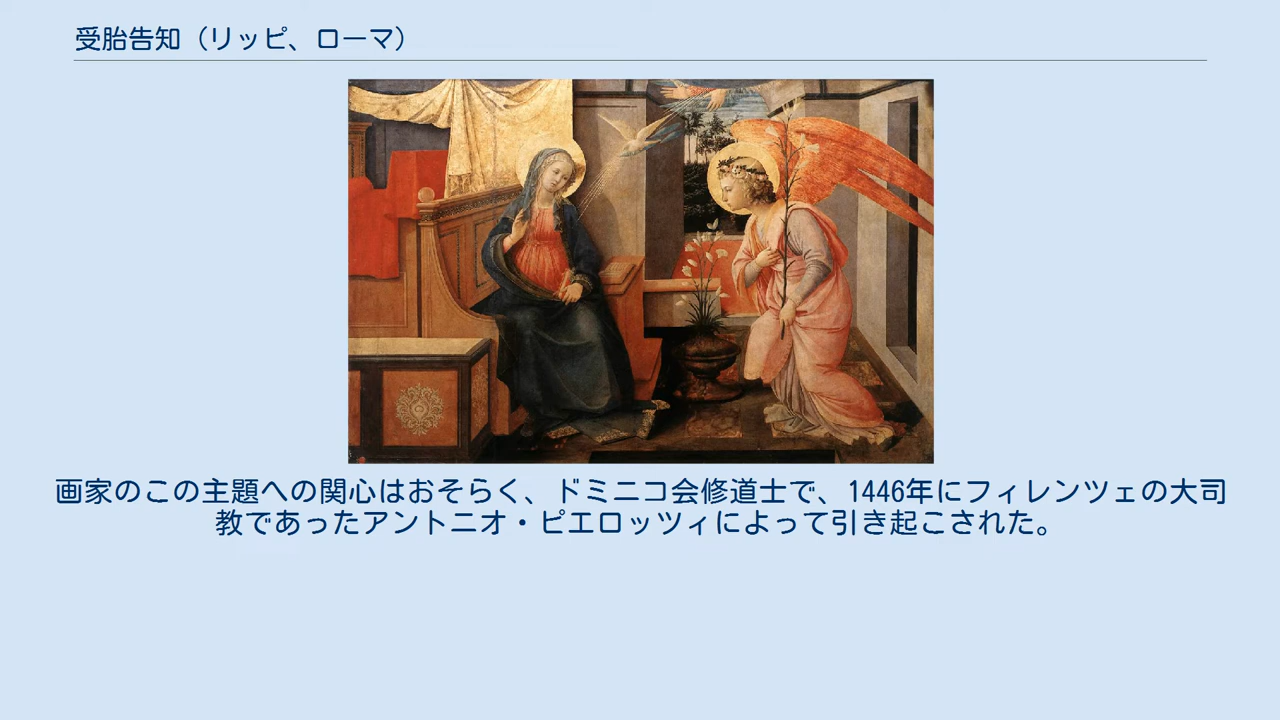 受胎告知（リッピ、ローマ）
画家のこの主題への関心はおそらく、ドミニコ会修道士で、1446年にフィレンツェの大司
教であったアントニオ・ピエロッツィによって引き起こされた。